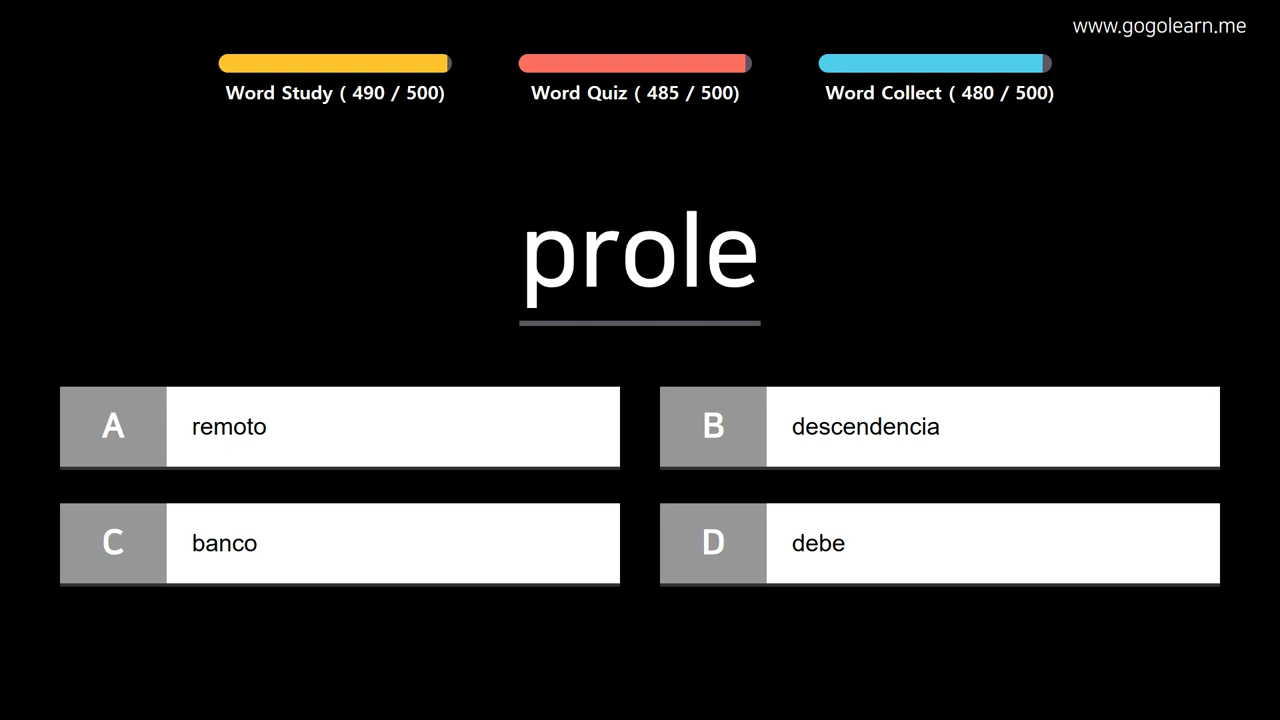 www.gogolearn.me
Word Study ( 490 / 500)
Word Quiz ( 485 / 500)
Word Collect ( 480 / 500)
prole
A remoto
B descendencia
C banco
D debe